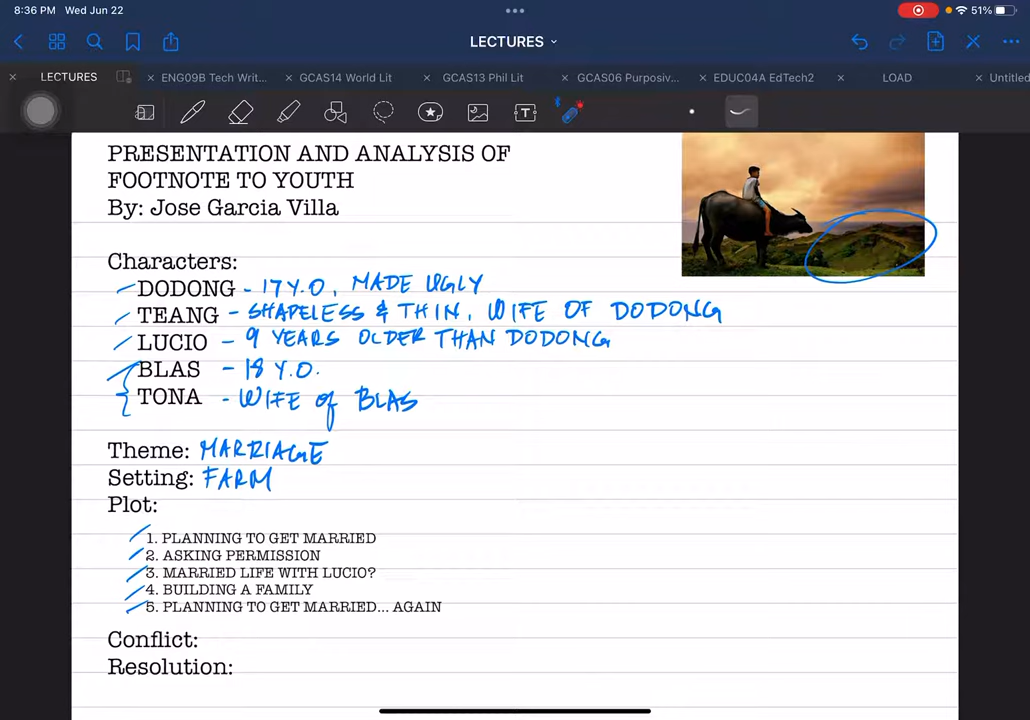 8:36 PM Wed Jun 22
51%
LECTURES
LECTURES
ENG09B Tech Writ...
GCAS14 World Lit
GCAS13 Phil Lit
GCAS06 Purposiv...
EDUC04A EdTech2
LOAD
Untitled
PRESENTATION AND ANALYSIS OF
FOOTNOTE TO YOUTH
By: Jose Garcia Villa
Characters:
DODONG - 17 Y.O, MADE UGLY
TEANG - SHAPELESS & THIN, WIFE OF DODONG
LUCIO - 9 YEARS OLDER THAN DODONG
BLAS - 18 Y.O.
TONA - WIFE of BLAS
Theme: MARRIAGE
Setting: FARM
Plot:
1. PLANNING TO GET MARRIED
2. ASKING PERMISSION
3. MARRIED LIFE WITH LUCIO?
4. BUILDING A FAMILY
5. PLANNING TO GET MARRIED... AGAIN
Conflict:
Resolution: